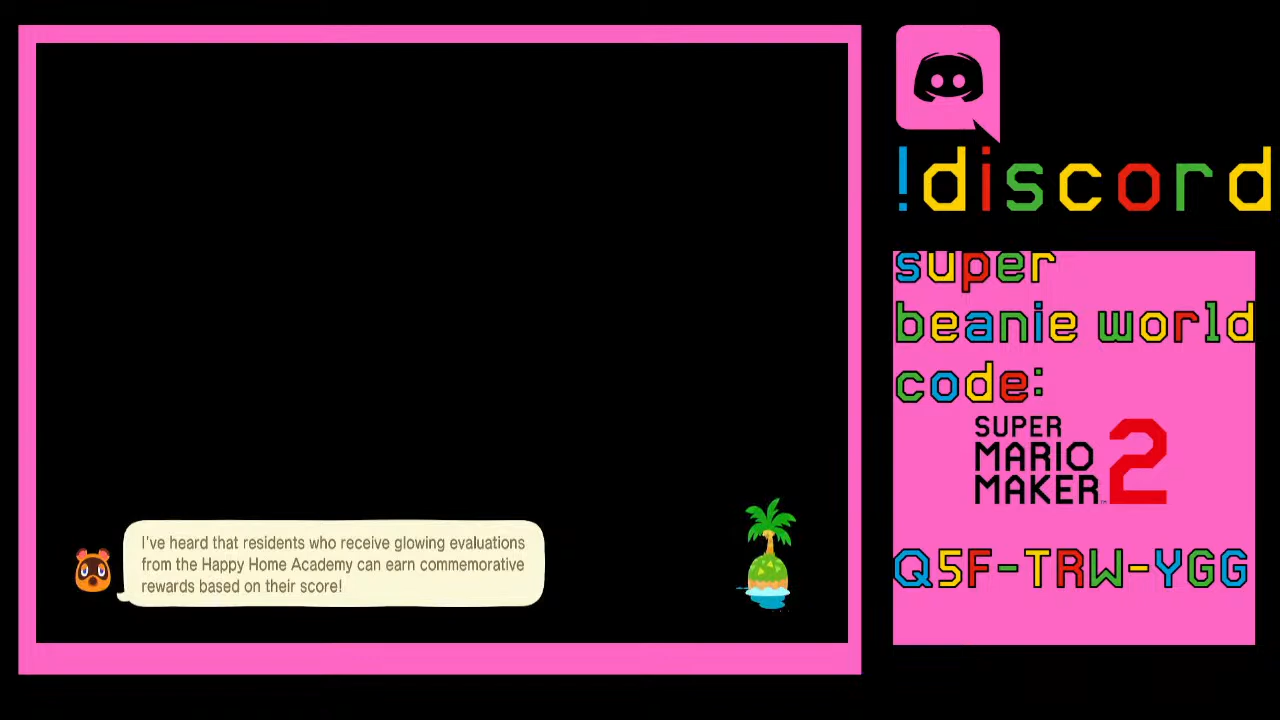 !discord
super
beanie world
code:
SUPER
MARIO
MAKER 2
™
Q5F-TRW-YGG
I've heard that residents who receive glowing evaluations
from the Happy Home Academy can earn commemorative
rewards based on their score!